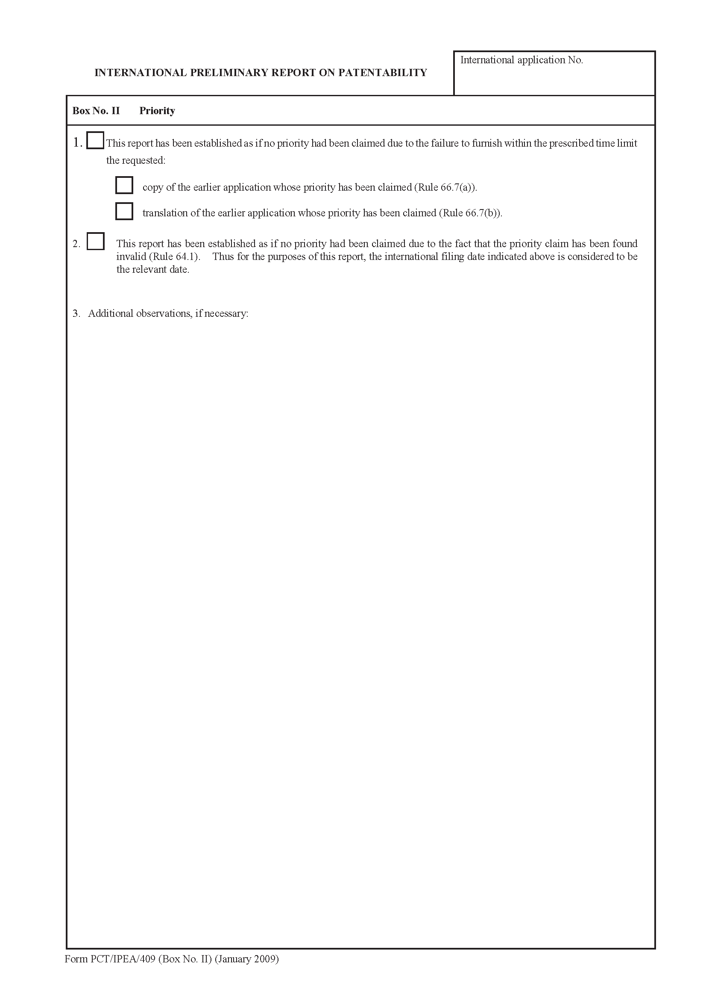 International application No.
INTERNATIONAL PRELIMINARY REPORT ON PATENTABILITY
Box No. II Priority
1. This report has been established as if no priority had been claimed due to the failure to furnish within the prescribed time limit
the requested:
copy of the earlier application whose priority has been claimed (Rule 66.7(a)).
translation of the earlier application whose priority has been claimed (Rule 66.7(b)).
2. This report has been established as if no priority had been claimed due to the fact that the priority claim has been found
invalid (Rule 64.1). Thus for the purposes of this report, the international filing date indicated above is considered to be
the relevant date.
3. Additional observations, if necessary:
Form PCT/IPEA/409 (Box No. II) (January 2009)